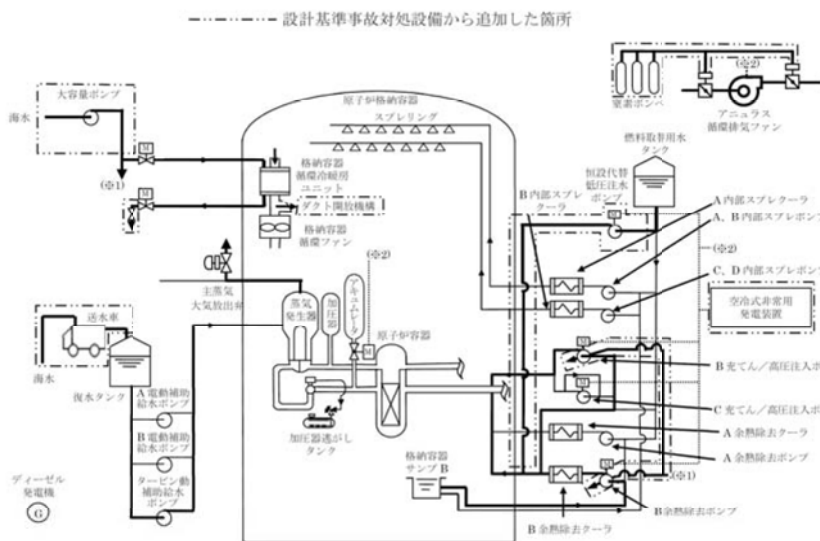 設計基準事故対処設備から追加した箇所
大容量ポンプ
海水
M
(※1)
M
原子炉格納容器
スプレリング
格納容器
循環冷暖房
ユニット
ダクト開放機構
格納容器
循環ファン
(※2)
窒素ボンベ
アニュラス
循環排気ファン
燃料取替用水
タンク
恒設代替
低圧注水
ポンプ
M
B内部スプレ
クーラ
A内部スプレクーラ
A、B内部スプレポンプ
C、D内部スプレポンプ
(※2)
空冷式非常用
発電装置
主蒸気
大気放出弁
(※2)
蒸気
発生器
加圧器
アキュムレータ
M
原子炉容器
加圧器逃がし
タンク
送水車
海水
復水タンク
A電動補助
給水ポンプ
B電動補助
給水ポンプ
タービン動
補助給水
ポンプ
ディーゼル
発電機
G
M
B充てん/高圧注入ポ
M
C充てん/高圧注入ポ
A余熱除去クーラ
A余熱除去ポンプ
格納容器
サンプB
M
(※1)
B余熱除去クーラ
B余熱除去ポンプ